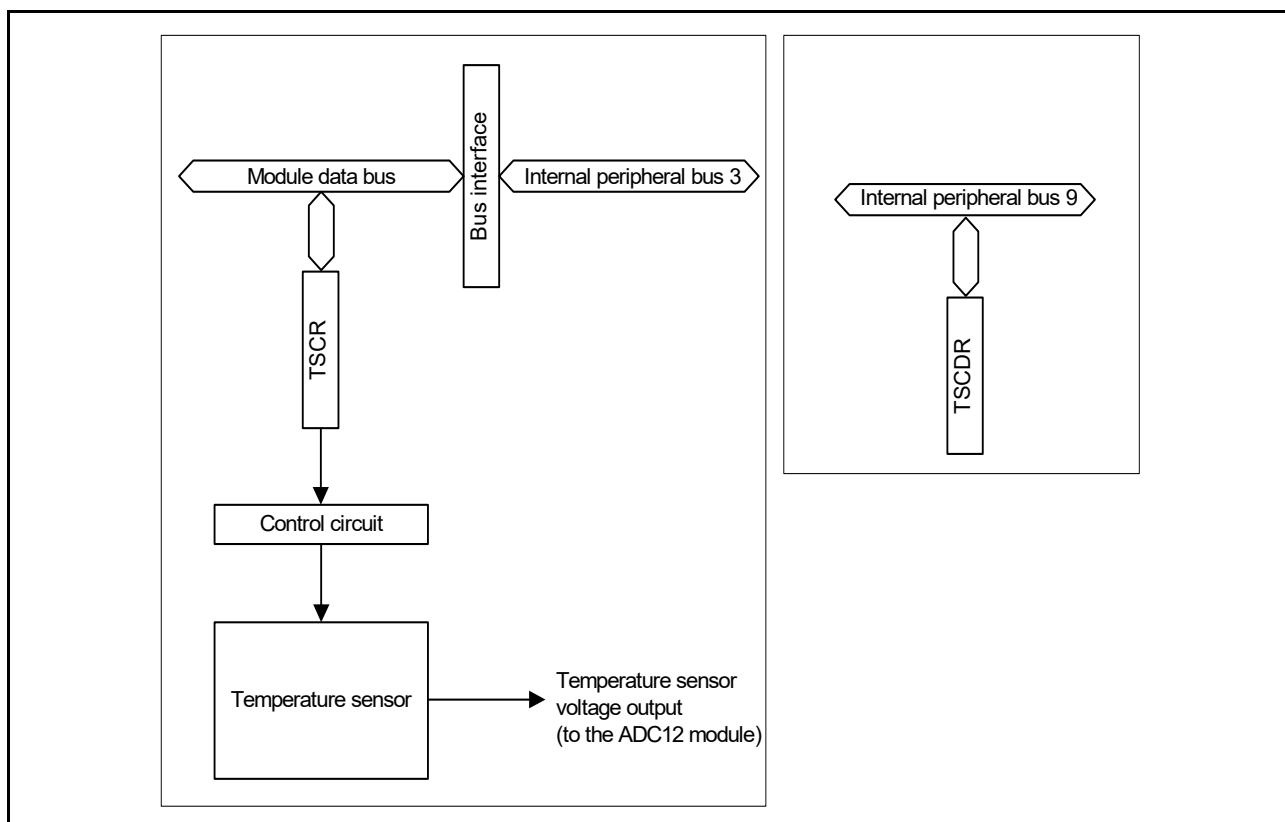 Bus interface
Module data bus
Internal peripheral bus 3
TSCR
Control circuit
Temperature sensor
Temperature sensor
voltage output
(to the ADC12 module)
Internal peripheral bus 9
TSCDR